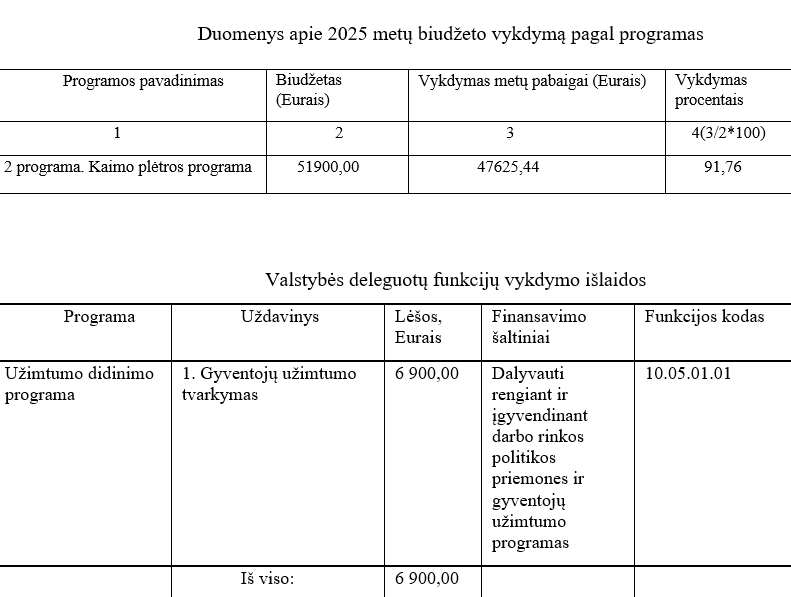 Duomenys apie 2025 metų biudžeto vykdymą pagal programas
Programos pavadinimas
Biudžetas
(Eurais)
Vykdymas metų pabaigai (Eurais)
Vykdymas
procentais
1
2
3
4(3/2*100)
2 programa. Kaimo plėtros programa
51900,00
47625,44
91,76
Valstybės deleguotų funkcijų vykdymo išlaidos
Programa
Uždavinys
Lėšos,
Eurais
Finansavimo
šaltiniai
Funkcijos kodas
Užimtumo didinimo
programa
1. Gyventojų užimtumo
tvarkymas
6 900,00
Dalyvauti
rengiant ir
įgyvendinant
darbo rinkos
politikos
priemones ir
gyventojų
užimtumo
programas
10.05.01.01
Iš viso:
6 900,00